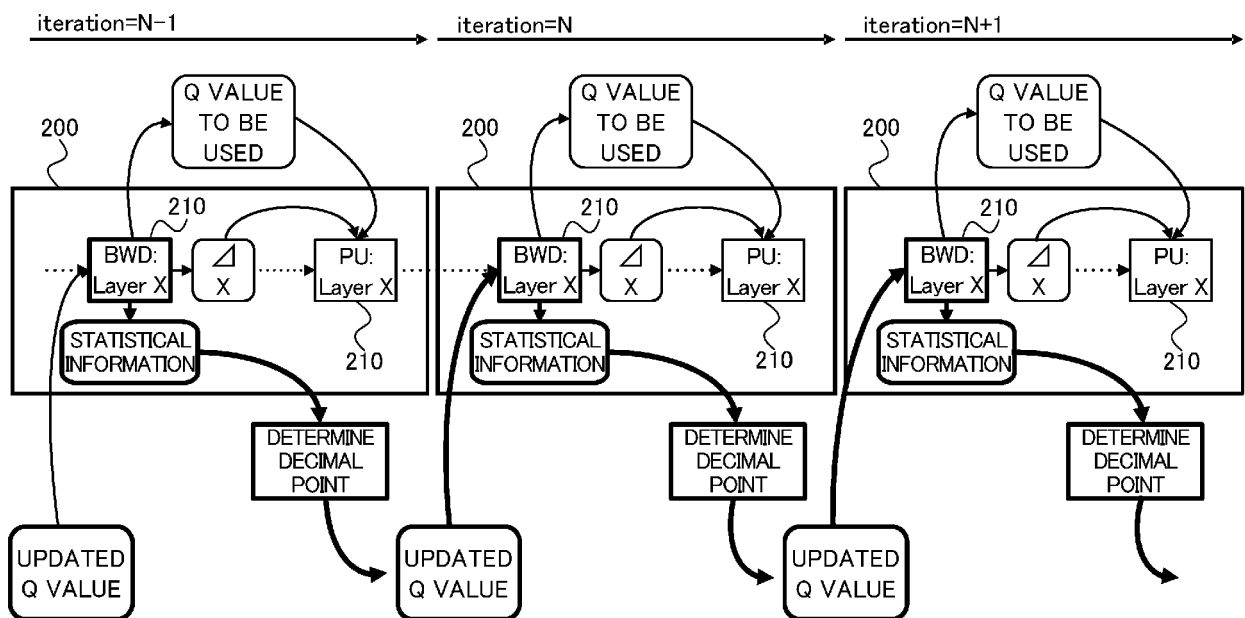 iteration=N-1
iteration=N
iteration=N+1
Q VALUE
TO BE
USED
Q VALUE
TO BE
USED
Q VALUE
TO BE
USED
200
200
200
210
210
210
BWD:
Layer X
⊿
X
PU:
Layer X
BWD:
Layer X
⊿
X
PU:
Layer X
BWD:
Layer X
⊿
X
PU:
Layer X
STATISTICAL
INFORMATION
210
STATISTICAL
INFORMATION
210
STATISTICAL
INFORMATION
210
DETERMINE
DECIMAL
POINT
DETERMINE
DECIMAL
POINT
DETERMINE
DECIMAL
POINT
UPDATED
Q VALUE
UPDATED
Q VALUE
UPDATED
Q VALUE